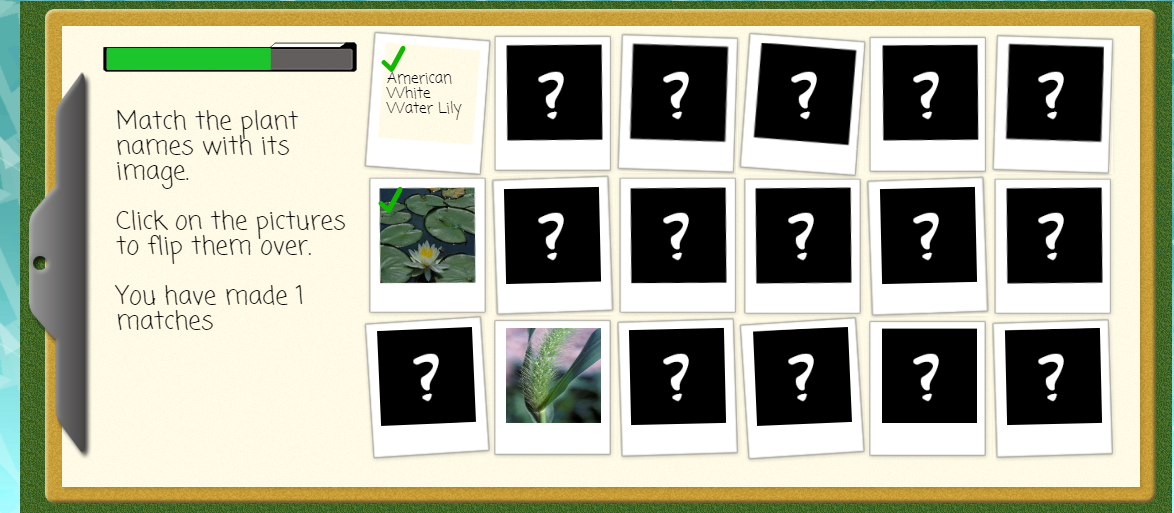 Match the plant
names with its
image.
Click on the pictures
to flip them over.
You have made 1
matches
American
White
Water Lily
? ? ? ? ?
? ? ? ? ?
? ? ? ? ?